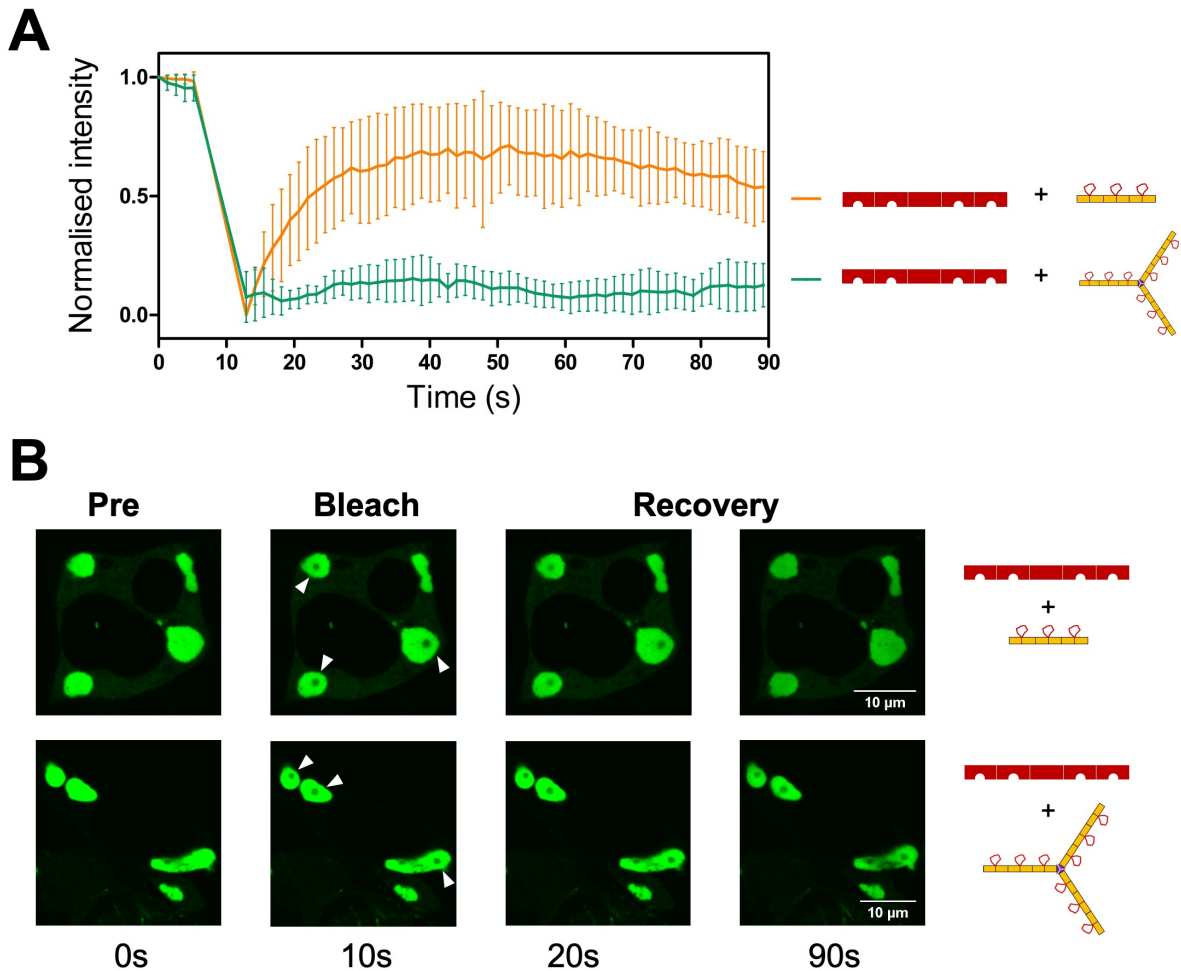 A
Normalised intensity
1.0
0.5
0.0
0 10 20 30 40 50 60 70 80 90
Time (s)
+
+
B
Pre Bleach Recovery
10 µm
+
10 µm
+
0s 10s 20s 90s